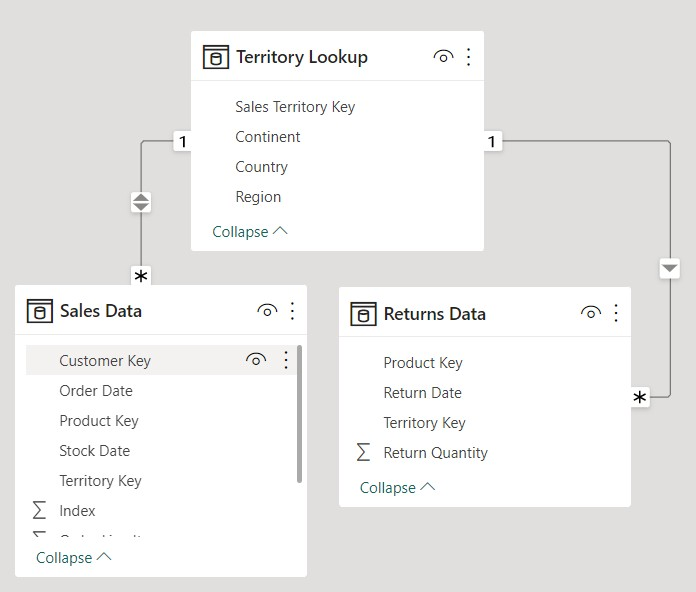 Territory Lookup
Sales Territory Key
Continent
Country
Region
Collapse
1
1
*
*
Sales Data
Customer Key
Order Date
Product Key
Stock Date
Territory Key
Σ Index
Collapse
Returns Data
Product Key
Return Date
Territory Key
Σ Return Quantity
Collapse